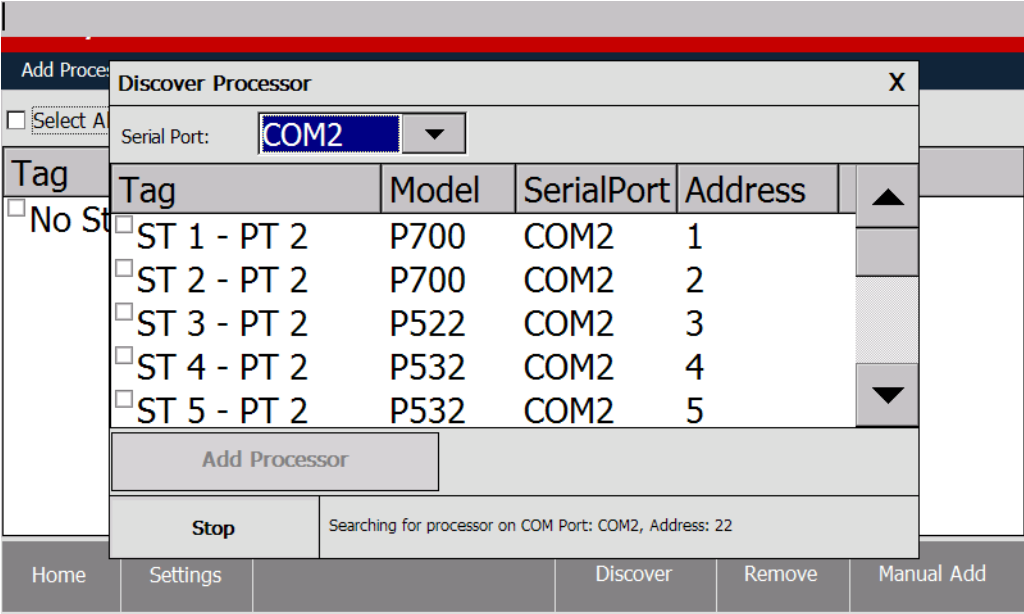 Add Proce
Discover Processor X
Select Al
Serial Port: COM2
Tag
Tag Model SerialPort Address
No St
ST 1 - PT 2 P700 COM2 1
ST 2 - PT 2 P700 COM2 2
ST 3 - PT 2 P522 COM2 3
ST 4 - PT 2 P532 COM2 4
ST 5 - PT 2 P532 COM2 5
Add Processor
Stop Searching for processor on COM Port: COM2, Address: 22
Home Settings Discover Remove Manual Add